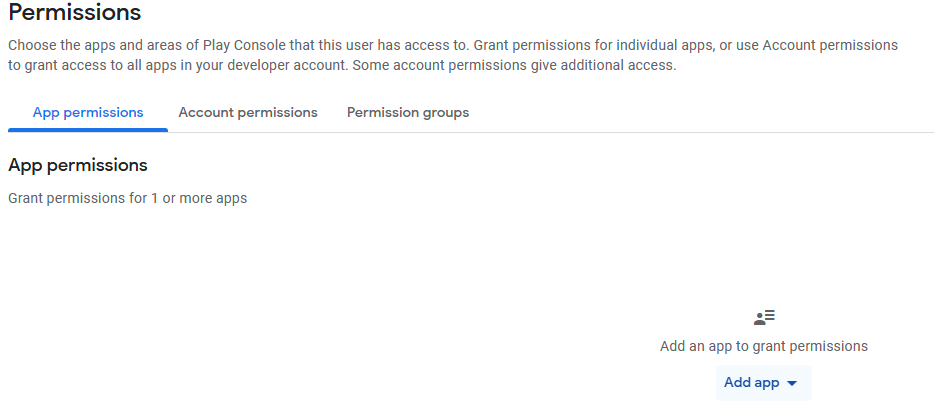 Permissions
Choose the apps and areas of Play Console that this user has access to. Grant permissions for individual apps, or use Account permissions
to grant access to all apps in your developer account. Some account permissions give additional access.
App permissions
Account permissions
Permission groups
App permissions
Grant permissions for 1 or more apps
Add an app to grant permissions
Add app